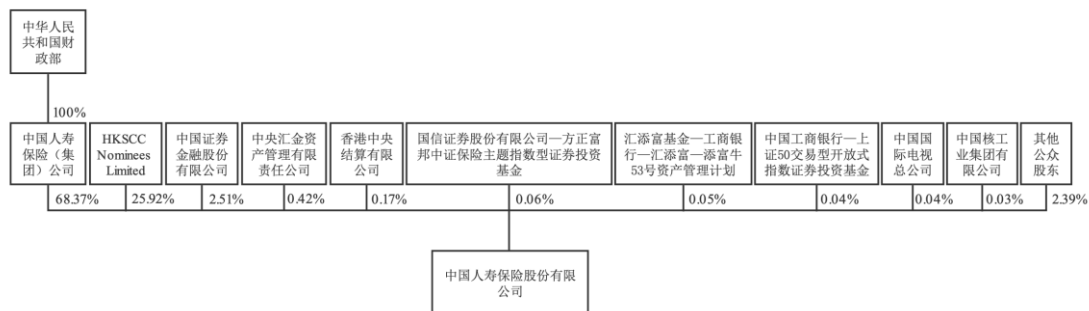 中华人民
共和国财
政部
100%
中国人寿
保险（集
团）公司
HKSCC
Nominees
Limited
中国证券
金融股份
有限公司
中央汇金资
产管理有限
责任公司
香港中央
结算有限
公司
国信证券股份有限公司—方正富
邦中证保险主题指数型证券投资
基金
汇添富基金—工商银
行—汇添富—添富牛
53号资产管理计划
中国工商银行—上
证50交易型开放式
指数证券投资基金
中国国
际电视
总公司
中国核工
业集团有
限公司
其他
公众
股东
68.37%
25.92%
2.51%
0.42%
0.17%
0.06%
0.05%
0.04%
0.04%
0.03%
2.39%
中国人寿保险股份有限
公司